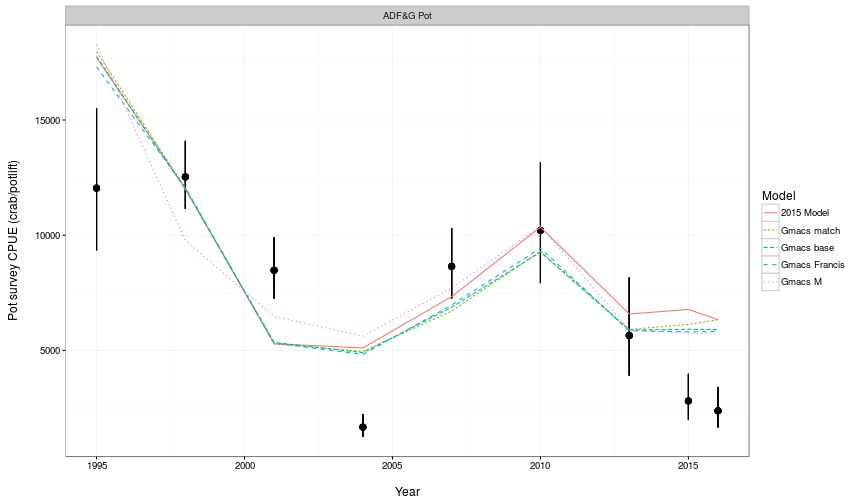 ADF&G Pot
Pot survey CPUE (crab/potlift)
15000
10000
5000
1995
2000
2005
2010
2015
Year
Model
2015 Model
Gmacs match
Gmacs base
Gmacs Francis
Gmacs M